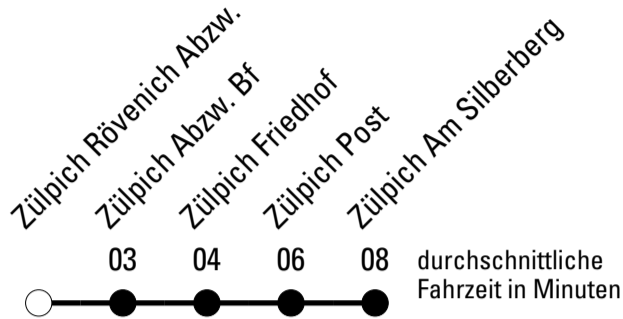 Zülpich Rövenich Abzw.
Zülpich Abzw. Bf
Zülpich Friedhof
Zülpich Post
Zülpich Am Silberberg
03 04 06 08
durchschnittliche
Fahrzeit in Minuten